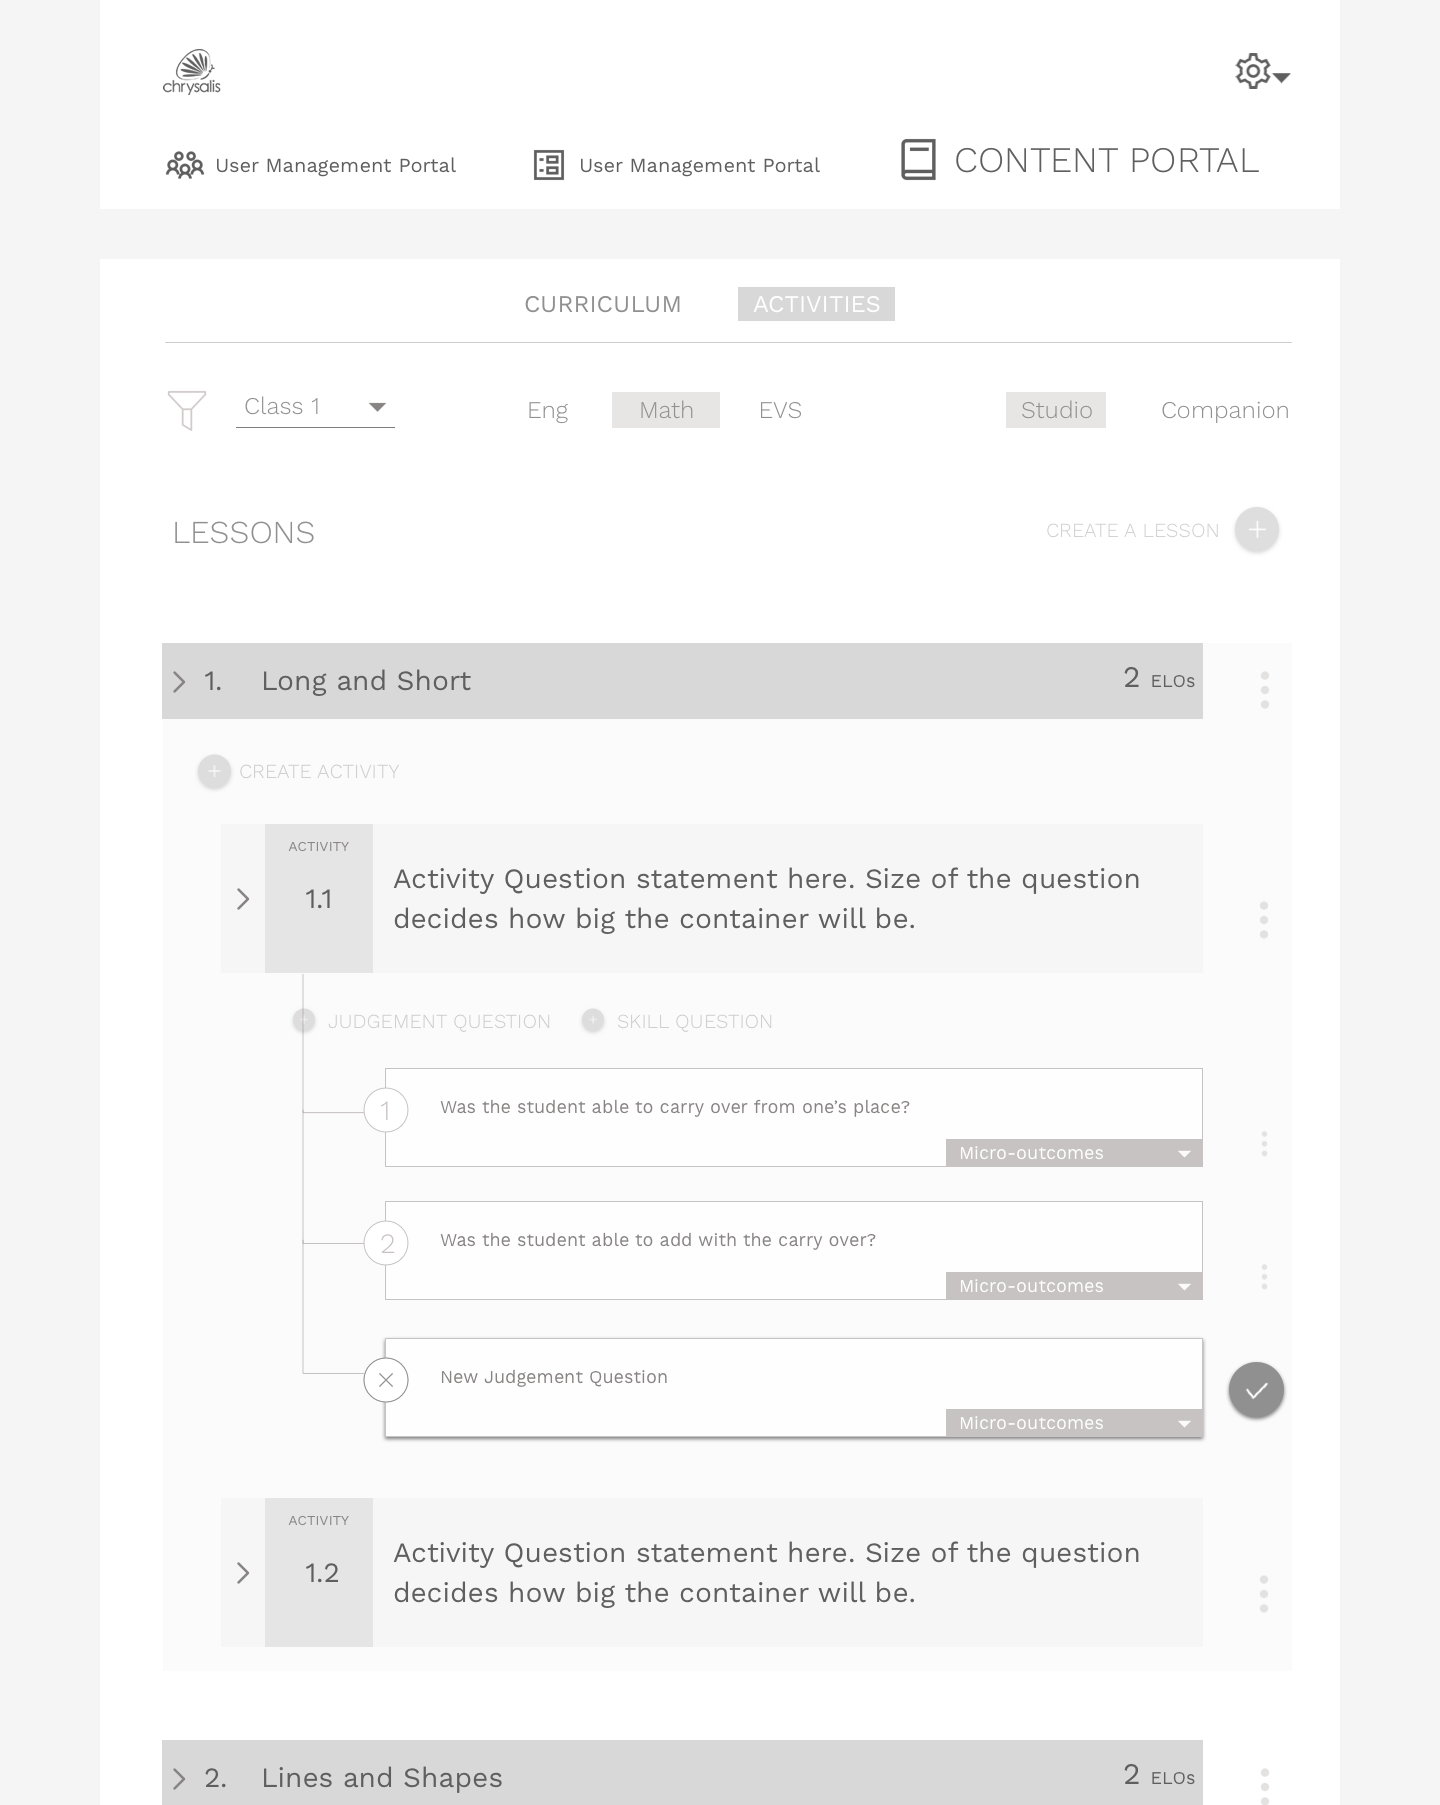 chrysalis
User Management Portal
User Management Portal
CONTENT PORTAL
CURRICULUM
ACTIVITIES
Class 1
Eng
Math
EVS
Studio
Companion
LESSONS
CREATE A LESSON
1. Long and Short
2 ELOs
CREATE ACTIVITY
ACTIVITY
1.1
Activity Question statement here. Size of the question
decides how big the container will be.
JUDGEMENT QUESTION
SKILL QUESTION
1
Was the student able to carry over from one’s place?
Micro-outcomes
2
Was the student able to add with the carry over?
Micro-outcomes
New Judgement Question
Micro-outcomes
ACTIVITY
1.2
Activity Question statement here. Size of the question
decides how big the container will be.
2. Lines and Shapes
2 ELOs